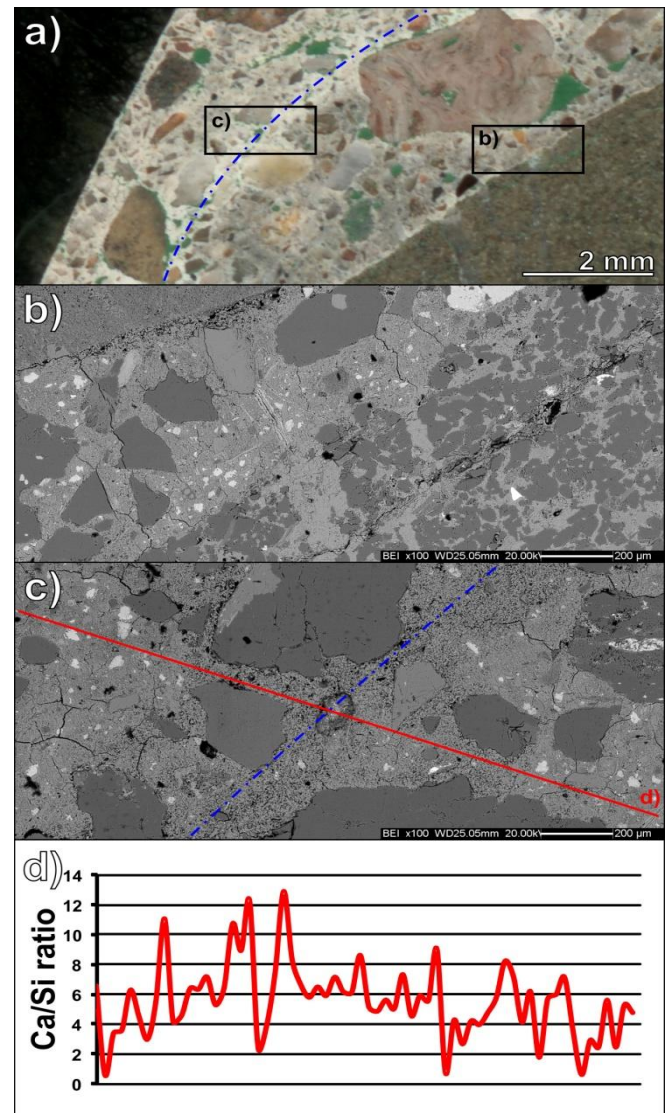 a)
c)
b)
2 mm
b)
BEI x100 WD25.05mm 20.00kV 200 µm
c)
d)
BEI x100 WD25.05mm 20.00kV 200 µm
d)
Ca/Si ratio
14
12
10
8
6
4
2
0